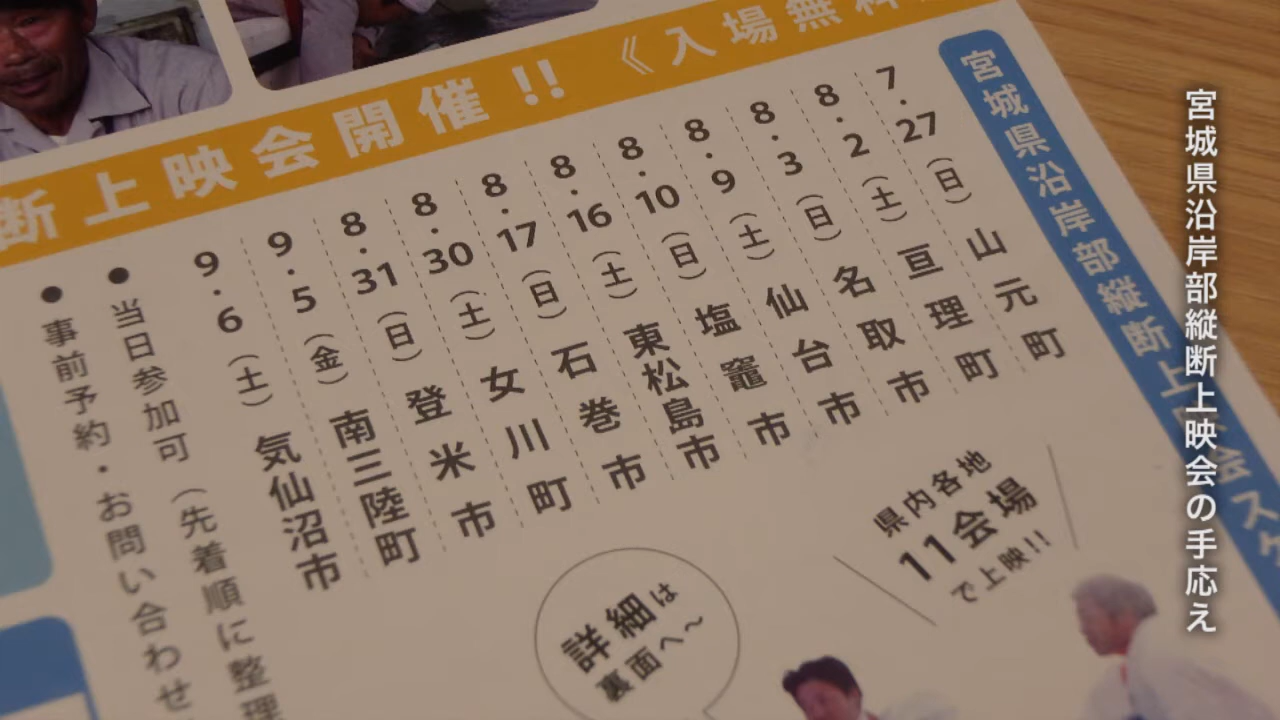 断上映会開催!!《入場無料
宮城県沿岸部縦断上
7.27(日)山元町
8.2(土)亘理町
8.3(日)名取市
8.9(土)仙台市
8.10(日)塩竈市
8.16(土)東松島市
8.17(日)石巻市
8.30(土)女川町
8.31(日)登米市
9.5(金)南三陸町
9.6(土)気仙沼市
●当日参加可(先着順に整理
●事前予約・お問い合わせ
県内各地
11会場
で上映!!
詳細は
裏面へ〜
宮城県沿岸部縦断上映会の手応え